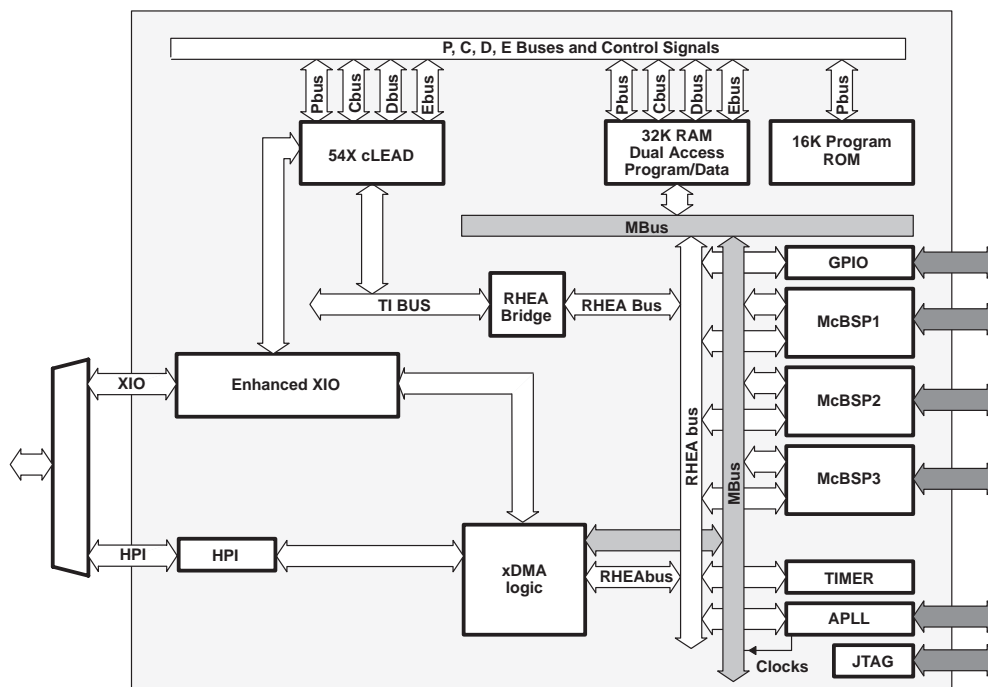 P, C, D, E Buses and Control Signals
Pbus
Cbus
Dbus
Ebus
Pbus
Cbus
Dbus
Ebus
Pbus
54X cLEAD
32K RAM
Dual Access
Program/Data
16K Program
ROM
MBus
GPIO
TI BUS
RHEA
Bridge
RHEA Bus
McBSP1
XIO
Enhanced XIO
McBSP2
RHEA bus
MBus
McBSP3
HPI
HPI
xDMA
logic
RHEAbus
TIMER
APLL
Clocks
JTAG